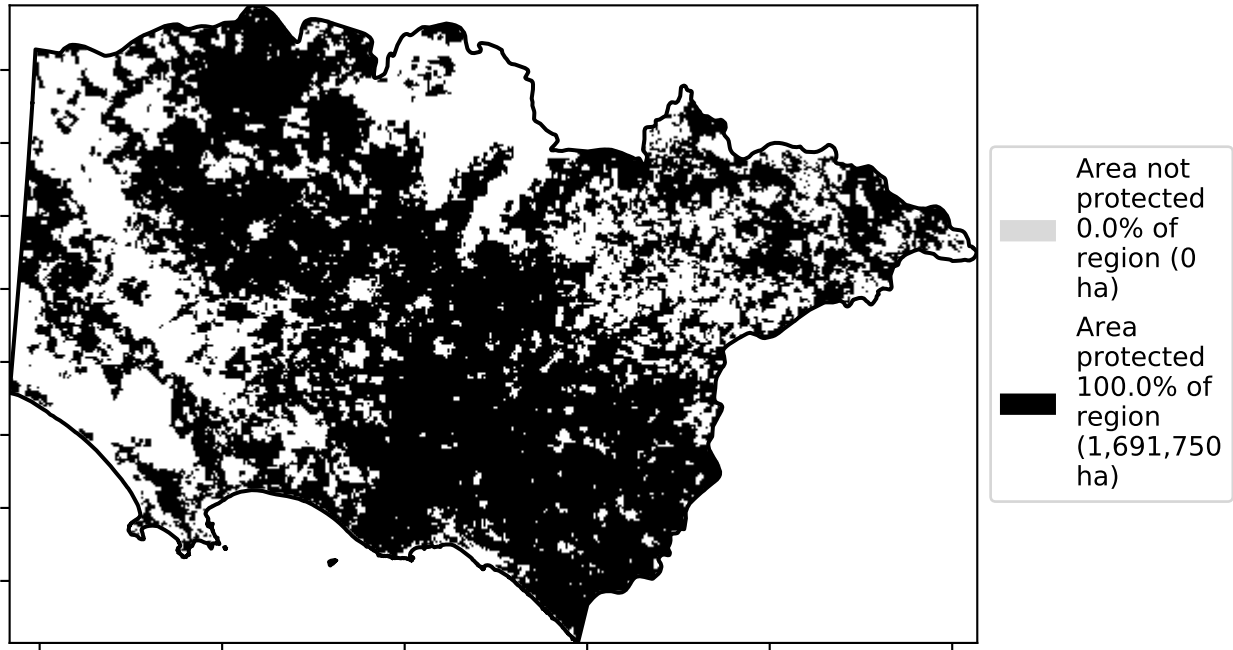 Area not
protected
0.0% of
region (0
ha)
Area
protected
100.0% of
region
(1,691,750
ha)